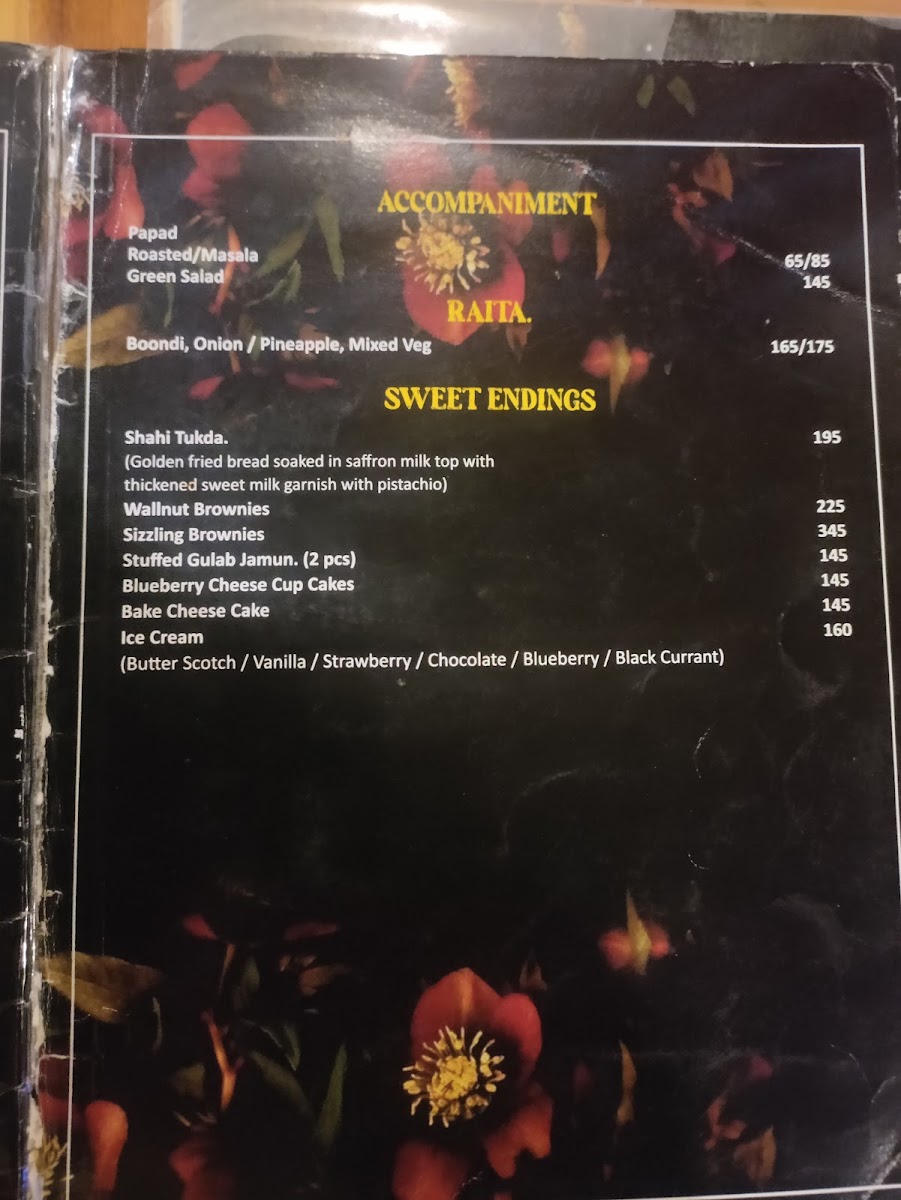 ACCOMPANIMENT
Papad
Roasted/Masala 65/85
Green Salad 145
RAITA.
Boondi, Onion / Pineapple, Mixed Veg 165/175
SWEET ENDINGS
Shahi Tukda. 195
(Golden fried bread soaked in saffron milk top with
thickened sweet milk garnish with pistachio)
Wallnut Brownies 225
Sizzling Brownies 345
Stuffed Gulab Jamun. (2 pcs) 145
Blueberry Cheese Cup Cakes 145
Bake Cheese Cake 145
Ice Cream 160
(Butter Scotch / Vanilla / Strawberry / Chocolate / Blueberry / Black Currant)